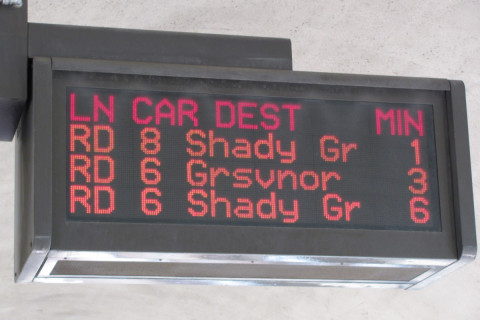 LN CAR DEST MIN
RD 8 Shady Gr 1
RD 6 Grsvnor 3
RD 6 Shady Gr 6